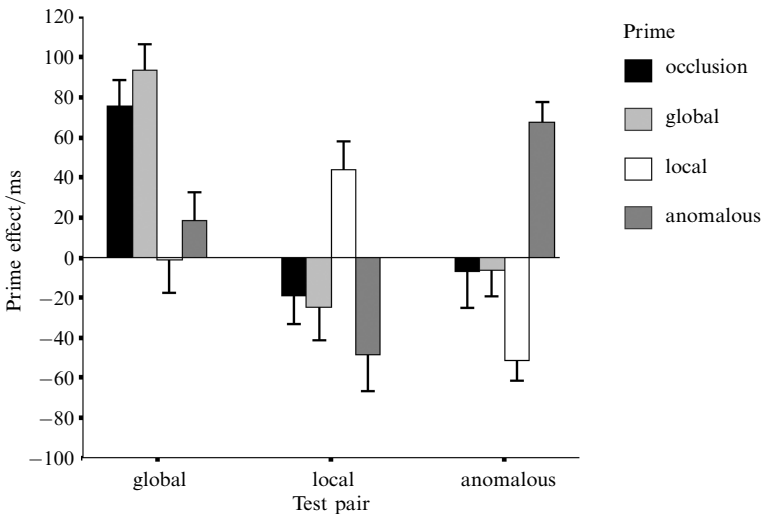 120
100
80
60
40
20
0
−20
−40
−60
−80
−100
Prime effect/ms
global
local
anomalous
Test pair
Prime
occlusion
global
local
anomalous